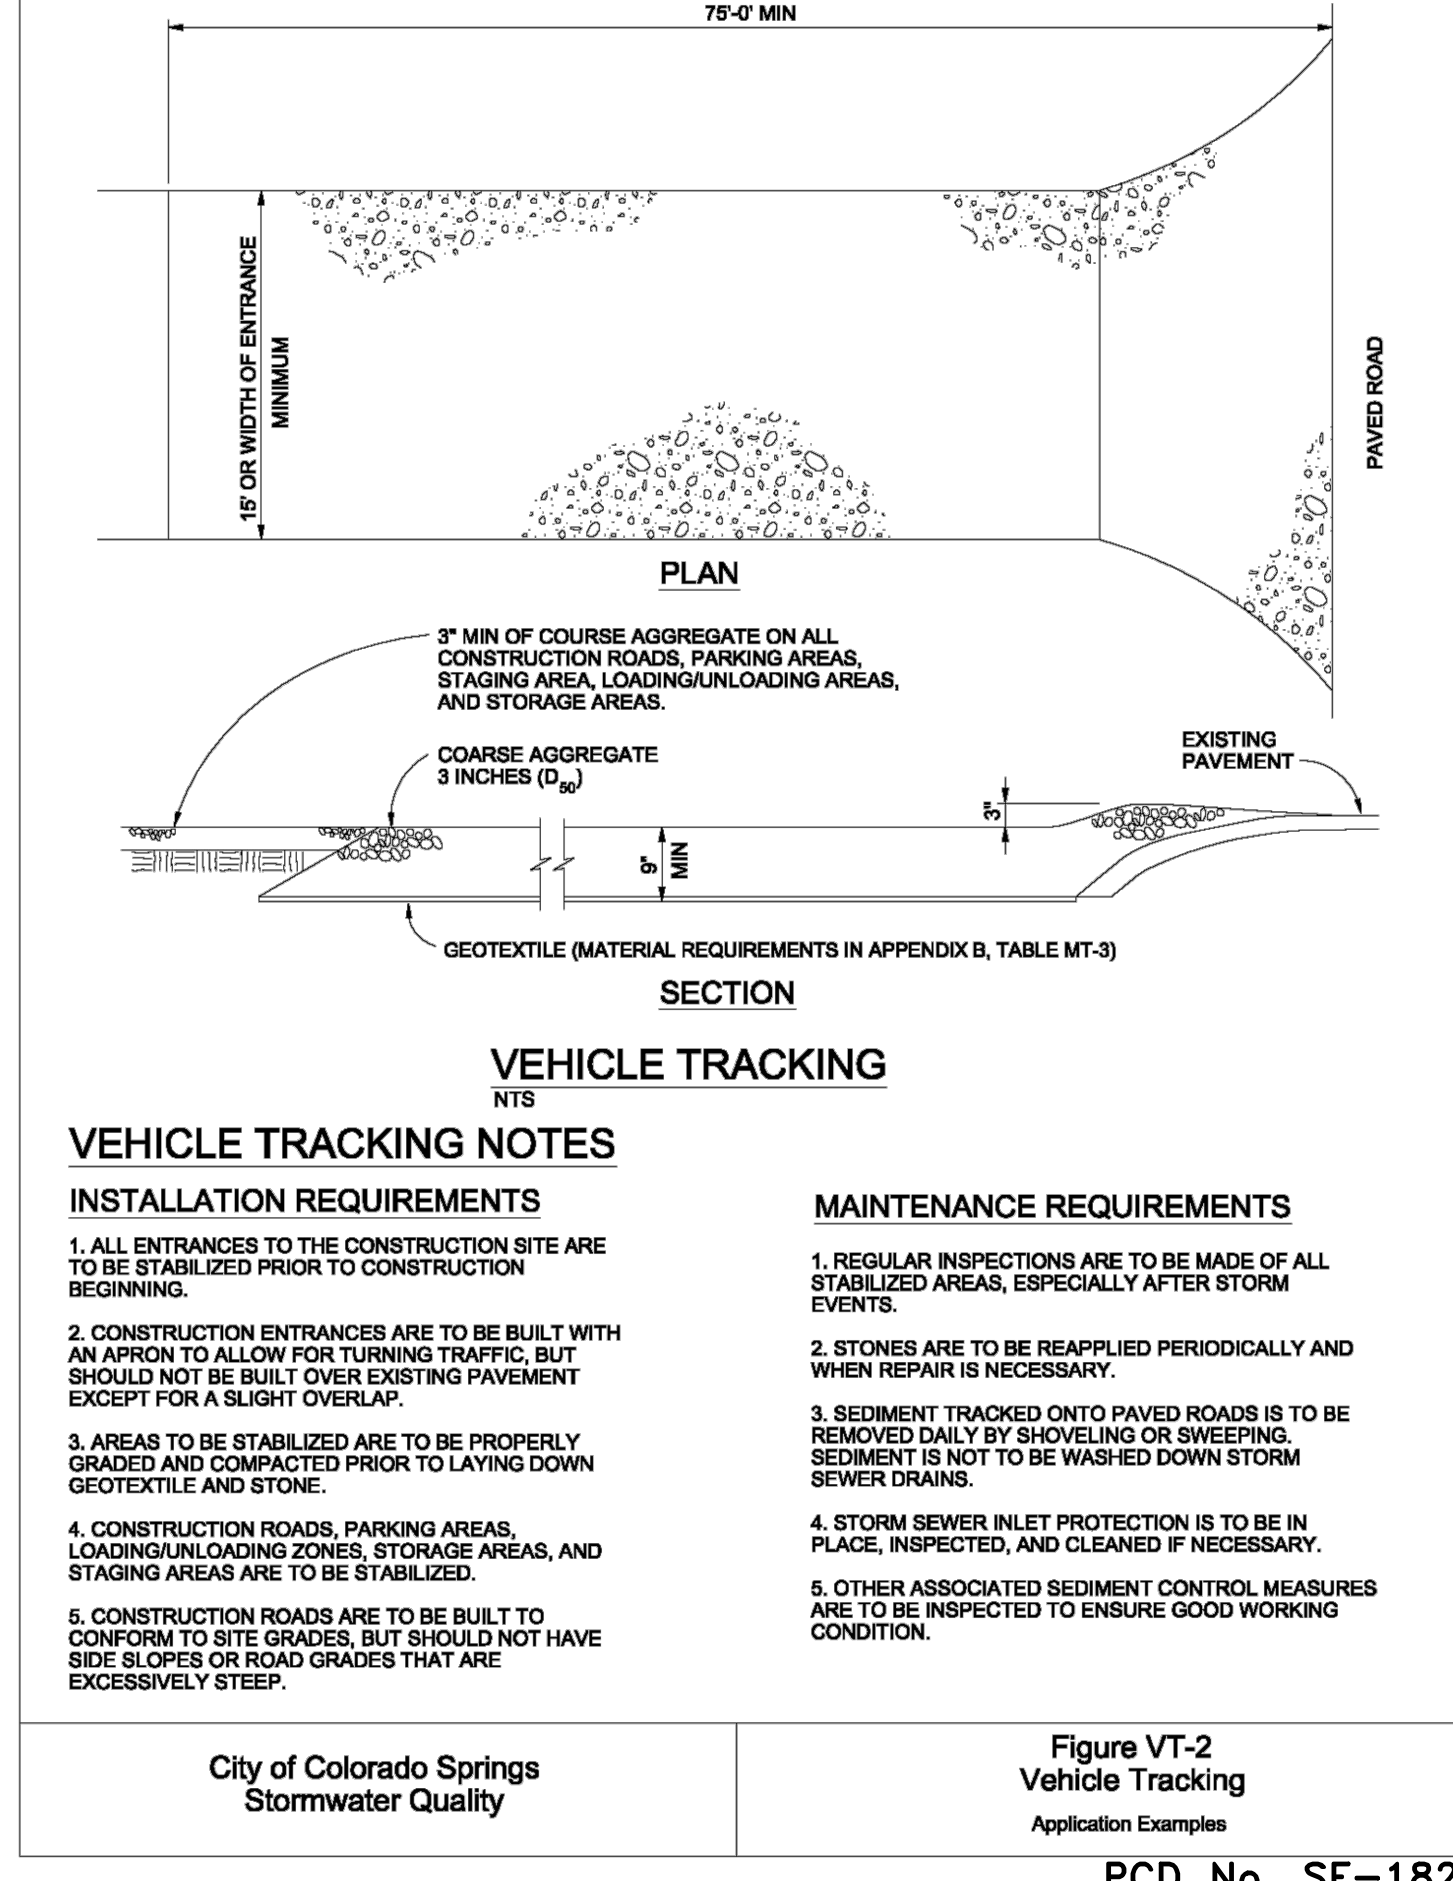 75'-0' MIN
15' OR WIDTH OF ENTRANCE
MINIMUM
PAVED ROAD
PLAN
3" MIN OF COURSE AGGREGATE ON ALL
CONSTRUCTION ROADS, PARKING AREAS,
STAGING AREA, LOADING/UNLOADING AREAS,
AND STORAGE AREAS.
COARSE AGGREGATE
3 INCHES (D50)
EXISTING
PAVEMENT
3"
9"
MIN
GEOTEXTILE (MATERIAL REQUIREMENTS IN APPENDIX B, TABLE MT-3)
SECTION
VEHICLE TRACKING
NTS
VEHICLE TRACKING NOTES
INSTALLATION REQUIREMENTS
1. ALL ENTRANCES TO THE CONSTRUCTION SITE ARE
TO BE STABILIZED PRIOR TO CONSTRUCTION
BEGINNING.
2. CONSTRUCTION ENTRANCES ARE TO BE BUILT WITH
AN APRON TO ALLOW FOR TURNING TRAFFIC, BUT
SHOULD NOT BE BUILT OVER EXISTING PAVEMENT
EXCEPT FOR A SLIGHT OVERLAP.
3. AREAS TO BE STABILIZED ARE TO BE PROPERLY
GRADED AND COMPACTED PRIOR TO LAYING DOWN
GEOTEXTILE AND STONE.
4. CONSTRUCTION ROADS, PARKING AREAS,
LOADING/UNLOADING ZONES, STORAGE AREAS, AND
STAGING AREAS ARE TO BE STABILIZED.
5. CONSTRUCTION ROADS ARE TO BE BUILT TO
CONFORM TO SITE GRADES, BUT SHOULD NOT HAVE
SIDE SLOPES OR ROAD GRADES THAT ARE
EXCESSIVELY STEEP.
MAINTENANCE REQUIREMENTS
1. REGULAR INSPECTIONS ARE TO BE MADE OF ALL
STABILIZED AREAS, ESPECIALLY AFTER STORM
EVENTS.
2. STONES ARE TO BE REAPPLIED PERIODICALLY AND
WHEN REPAIR IS NECESSARY.
3. SEDIMENT TRACKED ONTO PAVED ROADS IS TO BE
REMOVED DAILY BY SHOVELING OR SWEEPING.
SEDIMENT IS NOT TO BE WASHED DOWN STORM
SEWER DRAINS.
4. STORM SEWER INLET PROTECTION IS TO BE IN
PLACE, INSPECTED, AND CLEANED IF NECESSARY.
5. OTHER ASSOCIATED SEDIMENT CONTROL MEASURES
ARE TO BE INSPECTED TO ENSURE GOOD WORKING
CONDITION.
City of Colorado Springs
Stormwater Quality
Figure VT-2
Vehicle Tracking
Application Examples
PCD No. SF-182